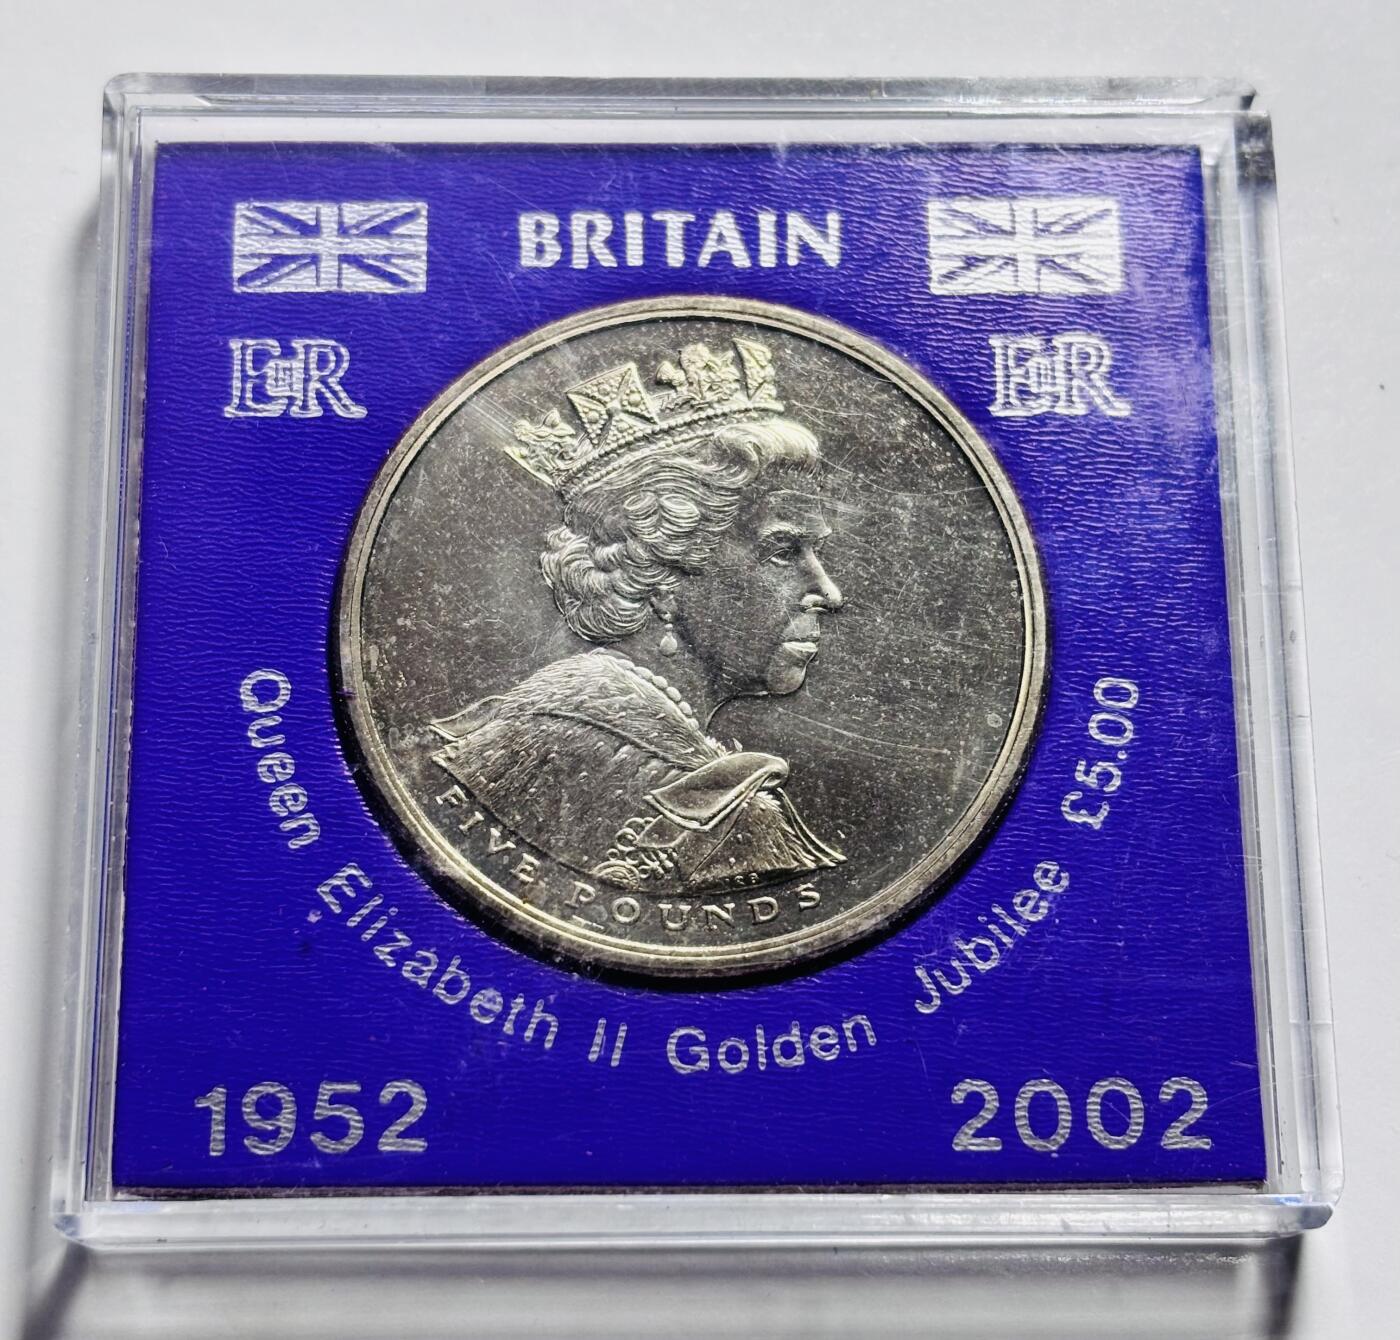 BRITAIN
EIIR
EIIR
FIVE POUNDS
Queen Elizabeth II Golden Jubilee £5.00
1952
2002